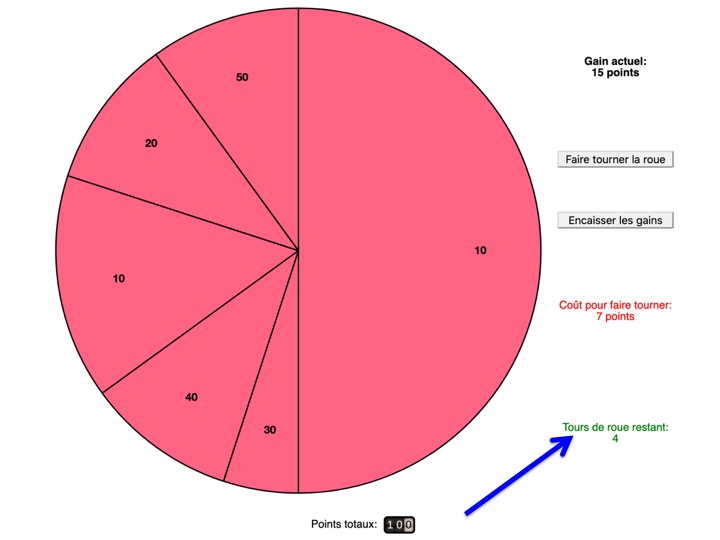 50
20
10
40
30
10
Gain actuel:
15 points
Faire tourner la roue
Encaisser les gains
Coût pour faire tourner:
7 points
Tours de roue restant:
4
Points totaux: 100